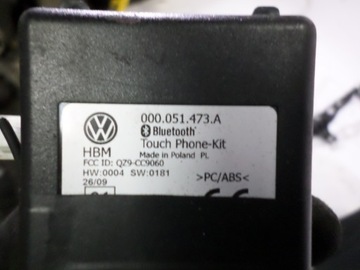 000.051.473.A
Bluetooth
HBM Touch Phone-Kit
Made in Poland PL
FCC ID: QZ9-CC9060
HW:0004 SW:0181 >PC/ABS<
26/09